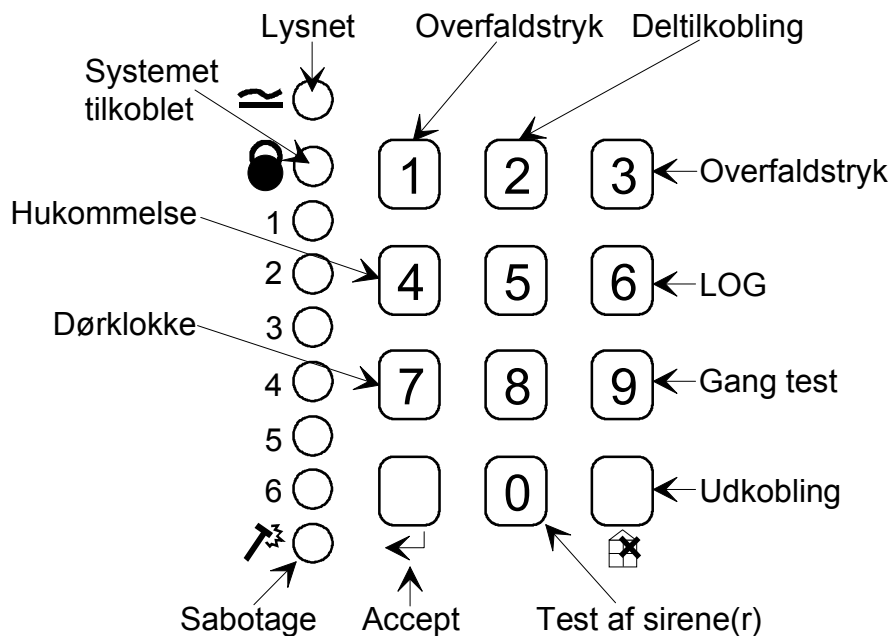 Lysnet
Overfaldstryk
Deltilkobling
Systemet
tilkoblet
1
2
3
Overfaldstryk
1
Hukommelse
2
4
5
6
LOG
3
Dørklokke
4
7
8
9
Gang test
5
6
0
Udkobling
Sabotage
Accept
Test af sirene(r)